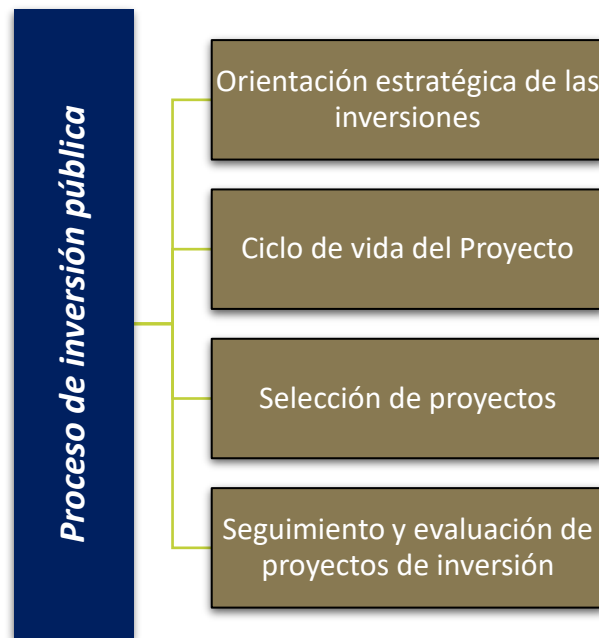 Proceso de inversión pública
Orientación estratégica de las
inversiones
Ciclo de vida del Proyecto
Selección de proyectos
Seguimiento y evaluación de
proyectos de inversión